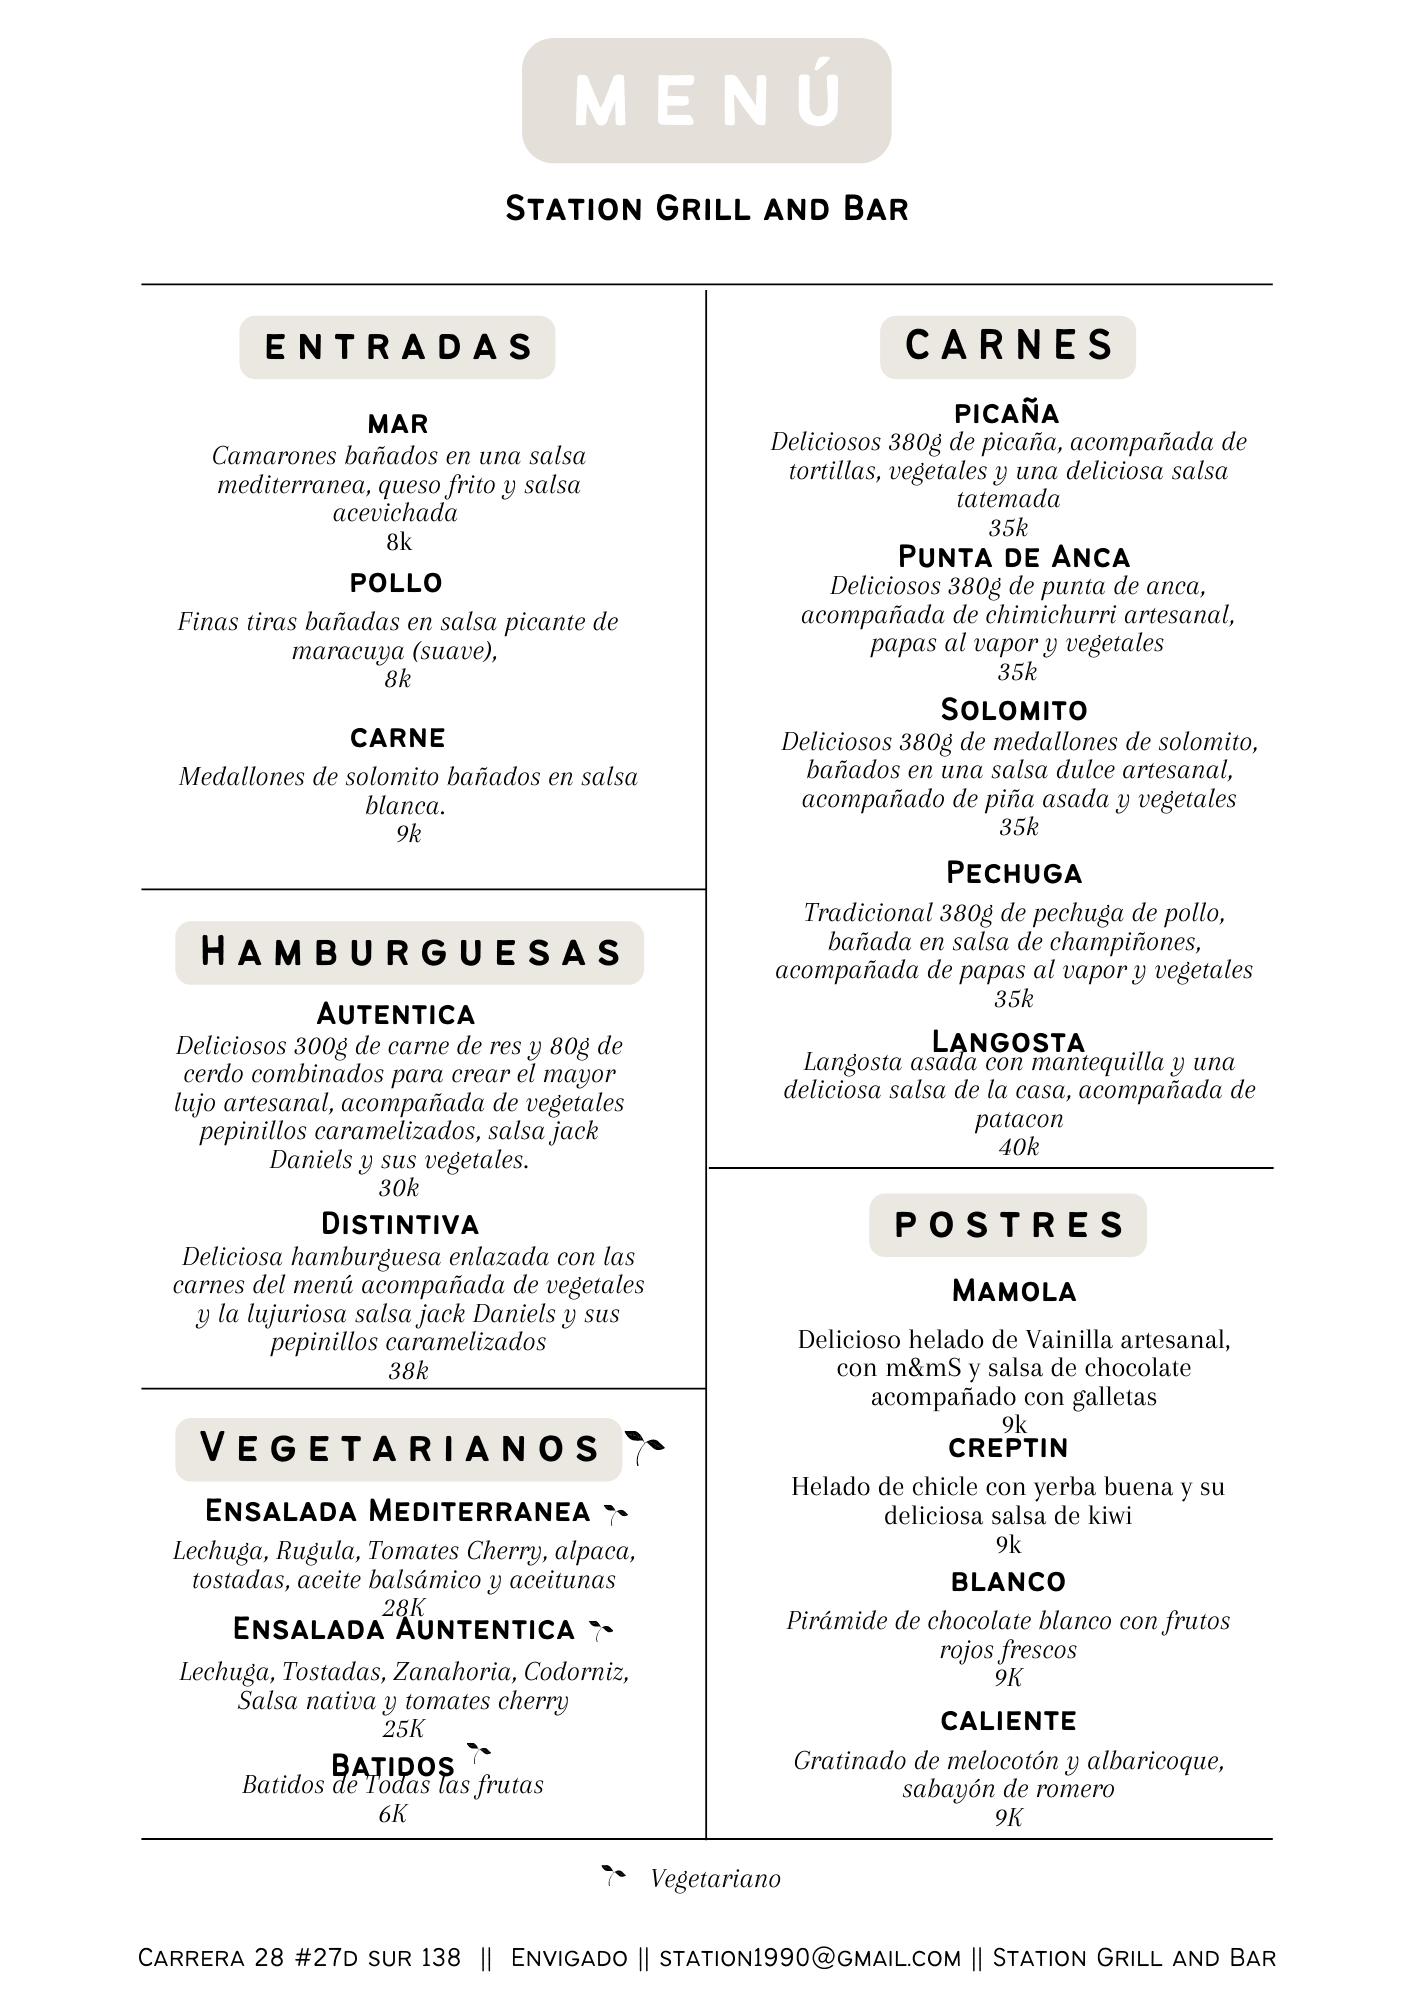 MENÚ
Station Grill and Bar
ENTRADAS
MAR
Camarones bañados en una salsa
mediterranea, queso frito y salsa
acevichada
8k
POLLO
Finas tiras bañadas en salsa picante de
maracuya (suave),
8k
CARNE
Medallones de solomito bañados en salsa
blanca.
9k
Hamburguesas
Autentica
Deliciosos 300g de carne de res y 80g de
cerdo combinados para crear el mayor
lujo artesanal, acompañada de vegetales
pepinillos caramelizados, salsa jack
Daniels y sus vegetales.
30k
Distintiva
Deliciosa hamburguesa enlazada con las
carnes del menú acompañada de vegetales
y la lujuriosa salsa jack Daniels y sus
pepinillos caramelizados
38k
Vegetarianos
Ensalada Mediterranea
Lechuga, Rugula, Tomates Cherry, alpaca,
tostadas, aceite balsámico y aceitunas
28K
Ensalada Auntentica
Lechuga, Tostadas, Zanahoria, Codorniz,
Salsa nativa y tomates cherry
25K
Batidos
Batidos de Todas las frutas
6K
CARNES
PICAÑA
Deliciosos 380g de picaña, acompañada de
tortillas, vegetales y una deliciosa salsa
tatemada
35k
Punta de Anca
Deliciosos 380g de punta de anca,
acompañada de chimichurri artesanal,
papas al vapor y vegetales
35k
Solomito
Deliciosos 380g de medallones de solomito,
bañados en una salsa dulce artesanal,
acompañado de piña asada y vegetales
35k
Pechuga
Tradicional 380g de pechuga de pollo,
bañada en salsa de champiñones,
acompañada de papas al vapor y vegetales
35k
Langosta
Langosta asada con mantequilla y una
deliciosa salsa de la casa, acompañada de
patacon
40k
POSTRES
Mamola
Delicioso helado de Vainilla artesanal,
con m&mS y salsa de chocolate
acompañado con galletas
9k
CREPTIN
Helado de chicle con yerba buena y su
deliciosa salsa de kiwi
9k
BLANCO
Pirámide de chocolate blanco con frutos
rojos frescos
9K
CALIENTE
Gratinado de melocotón y albaricoque,
sabayón de romero
9K
Vegetariano
Carrera 28 #27d sur 138 || Envigado || station1990@gmail.com || Station Grill and Bar